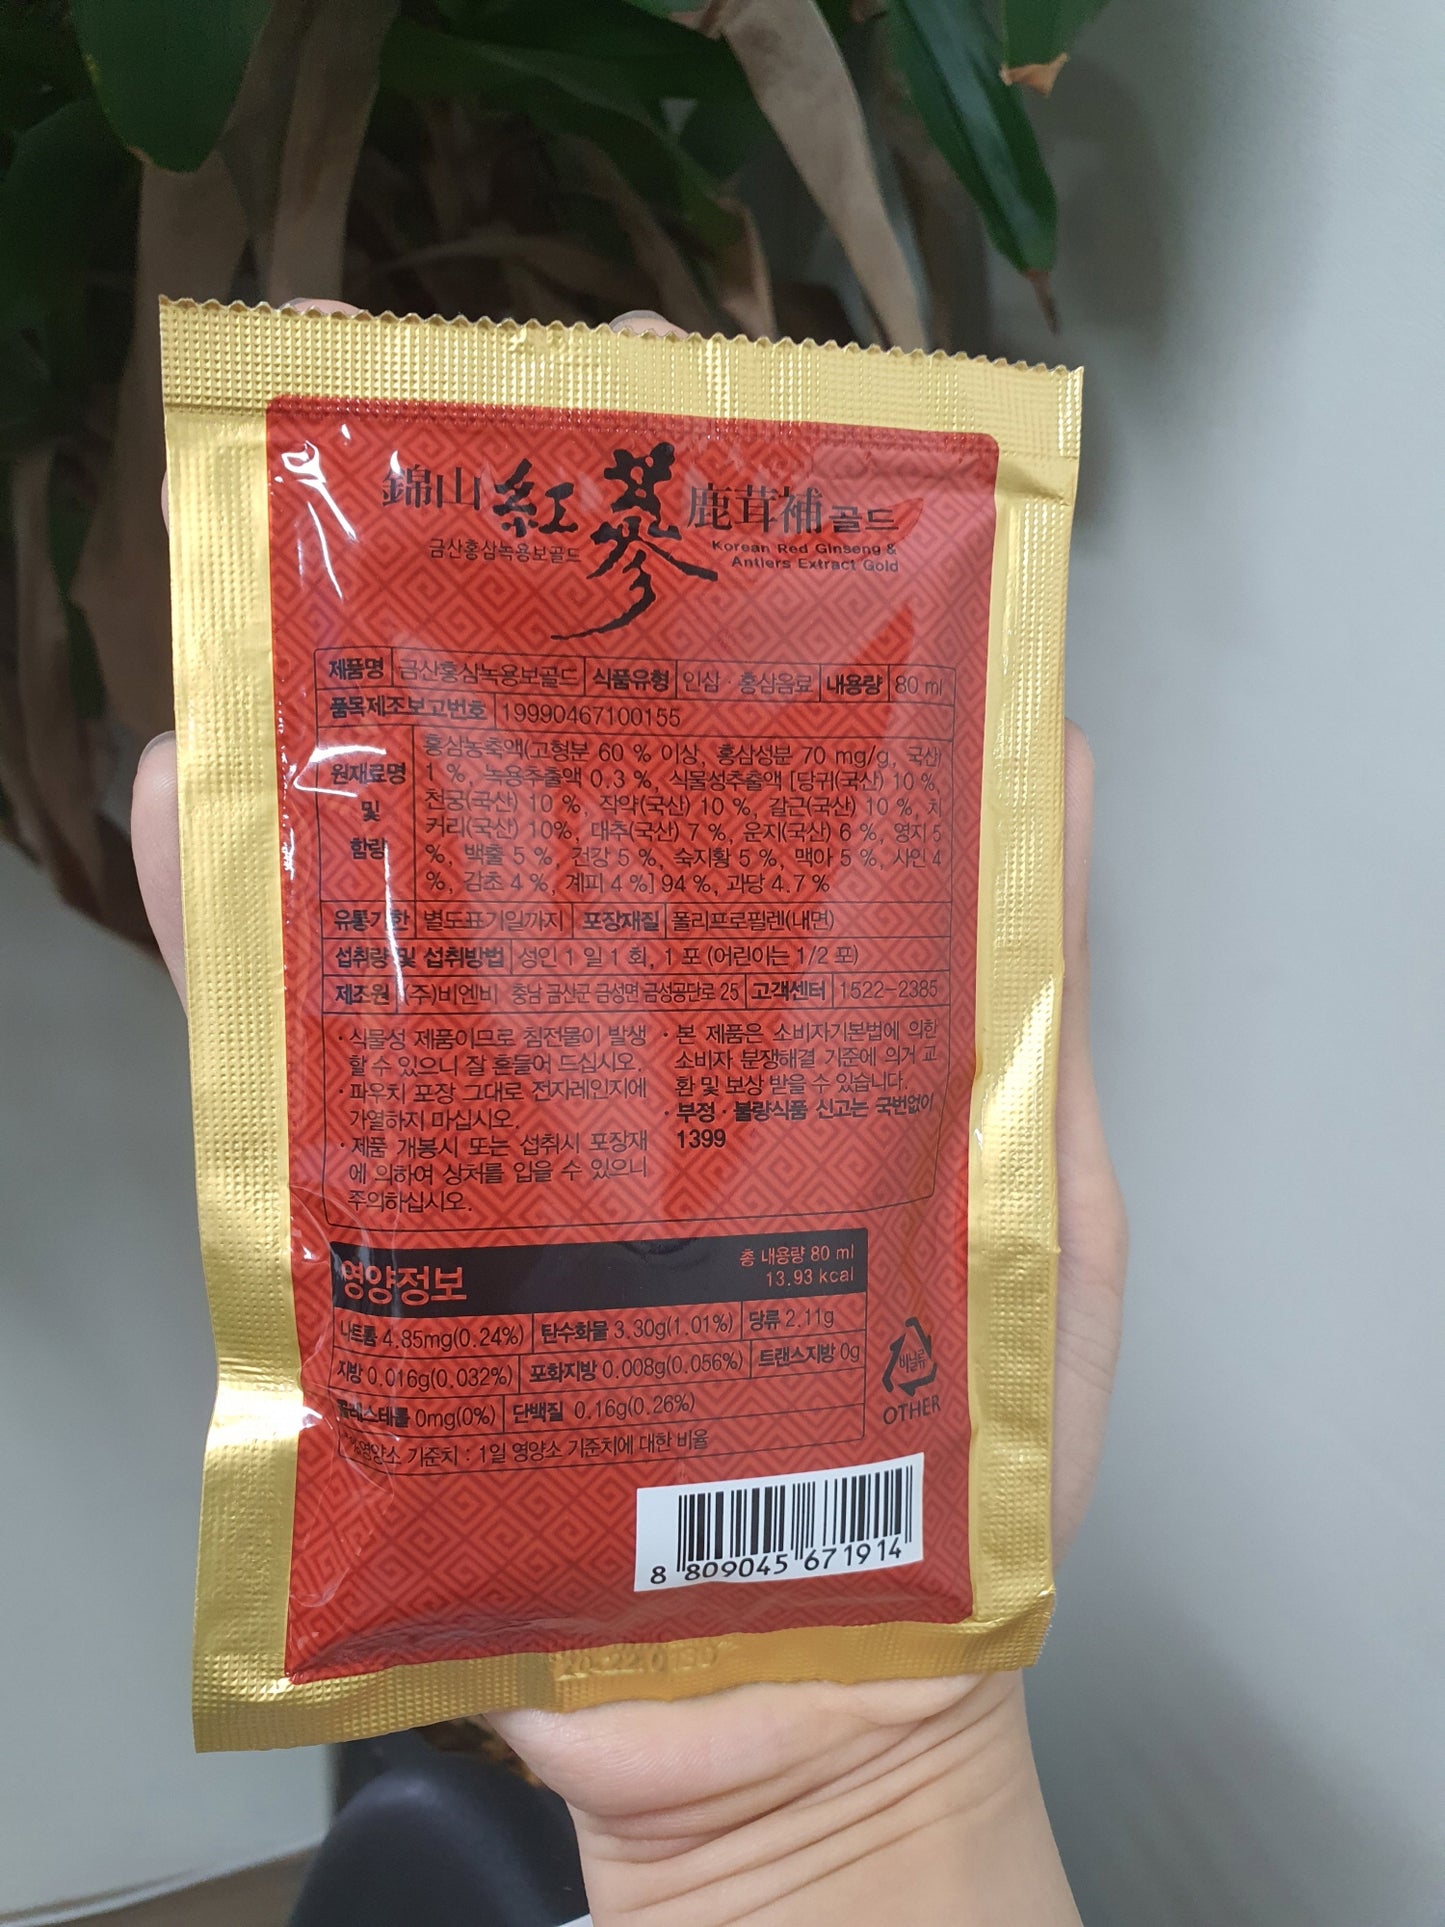 錦山 紅蔘 鹿茸補 골드
금산홍삼녹용보골드
Korean Red Ginseng &
Antlers Extract Gold
제품명 금산홍삼녹용보골드 식품유형 인삼 · 홍삼음료 내용량 80 ml
품목제조보고번호 19990467100155
원재료명 및 함량
홍삼농축액(고형분 60 % 이상, 홍삼성분 70 mg/g, 국산)
1 %, 녹용추출액 0.3 %, 식물성추출액 [당귀(국산) 10 %,
천궁(국산) 10 %, 작약(국산) 10 %, 갈근(국산) 10 %, 치
커리(국산) 10%, 대추(국산) 7 %, 운지(국산) 6 %, 영지 5
%, 백출 5 %, 건강 5 %, 숙지황 5 %, 맥아 5 %, 사인 4
%, 감초 4 %, 계피 4 %] 94 %, 과당 4.7 %
유통기한 별도표기일까지 포장재질 폴리프로필렌(내면)
섭취량 및 섭취방법 성인 1 일 1 회, 1 포 (어린이는 1/2 포)
제조원 (주)비엔비 충남 금산군 금성면 금성공단로 25 고객센터 1522-2385
· 식물성 제품이므로 침전물이 발생
할 수 있으니 잘 흔들어 드십시오.
· 파우치 포장 그대로 전자레인지에
가열하지 마십시오.
· 제품 개봉시 또는 섭취시 포장재
에 의하여 상처를 입을 수 있으니
주의하십시오.
· 본 제품은 소비자기본법에 의한
소비자 분쟁해결 기준에 의거 교
환 및 보상 받을 수 있습니다.
· 부정 · 불량식품 신고는 국번없이
1399
영양정보
총 내용량 80 ml
13.93 kcal
나트륨 4.85mg(0.24%) 탄수화물 3.30g(1.01%) 당류 2.11g
지방 0.016g(0.032%) 포화지방 0.008g(0.056%) 트랜스지방 0g
콜레스테롤 0mg(0%) 단백질 0.16g(0.26%)
%영양소 기준치 : 1일 영양소 기준치에 대한 비율
비닐류
OTHER
8 809045 671914